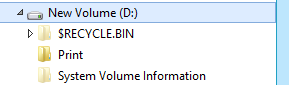 New Volume (D:)
$RECYCLE.BIN
Print
System Volume Information